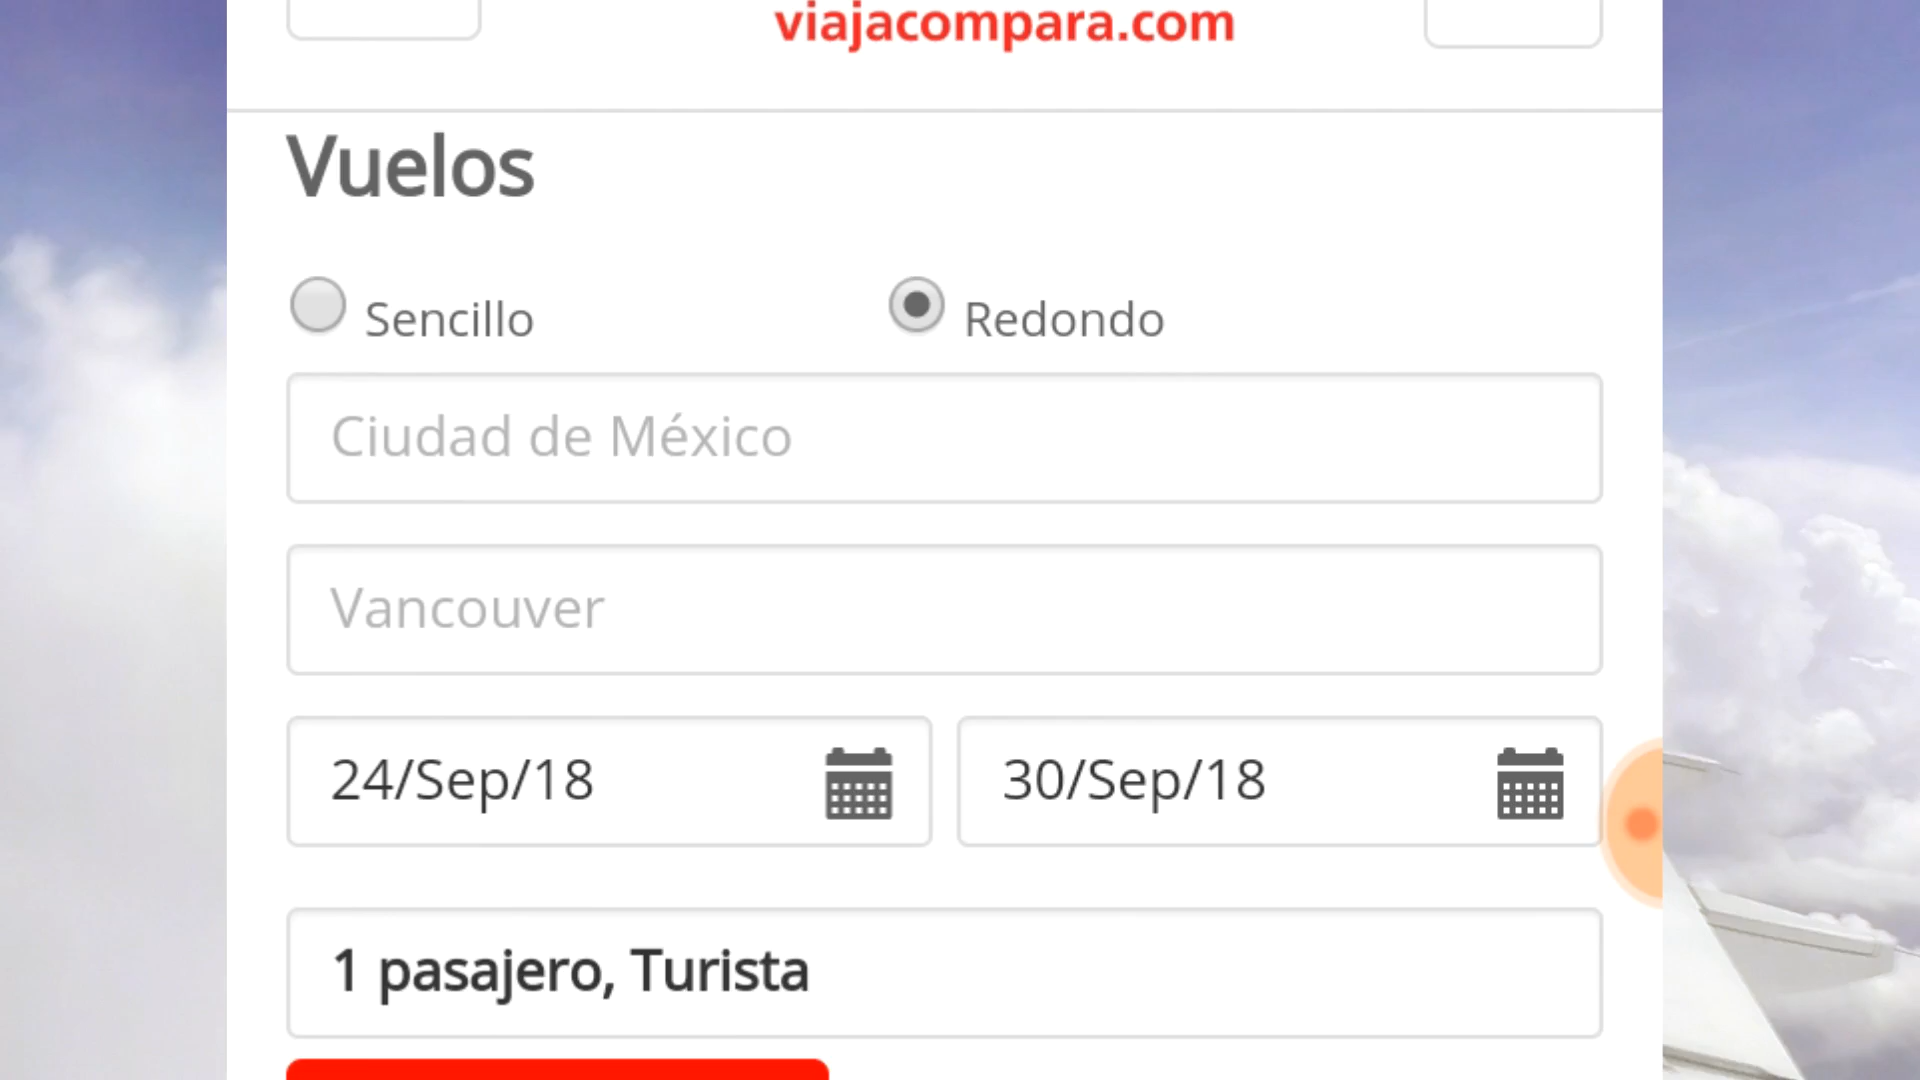 viajacompara.com
Vuelos
Sencillo
Redondo
Ciudad de México
Vancouver
24/Sep/18
30/Sep/18
1 pasajero, Turista